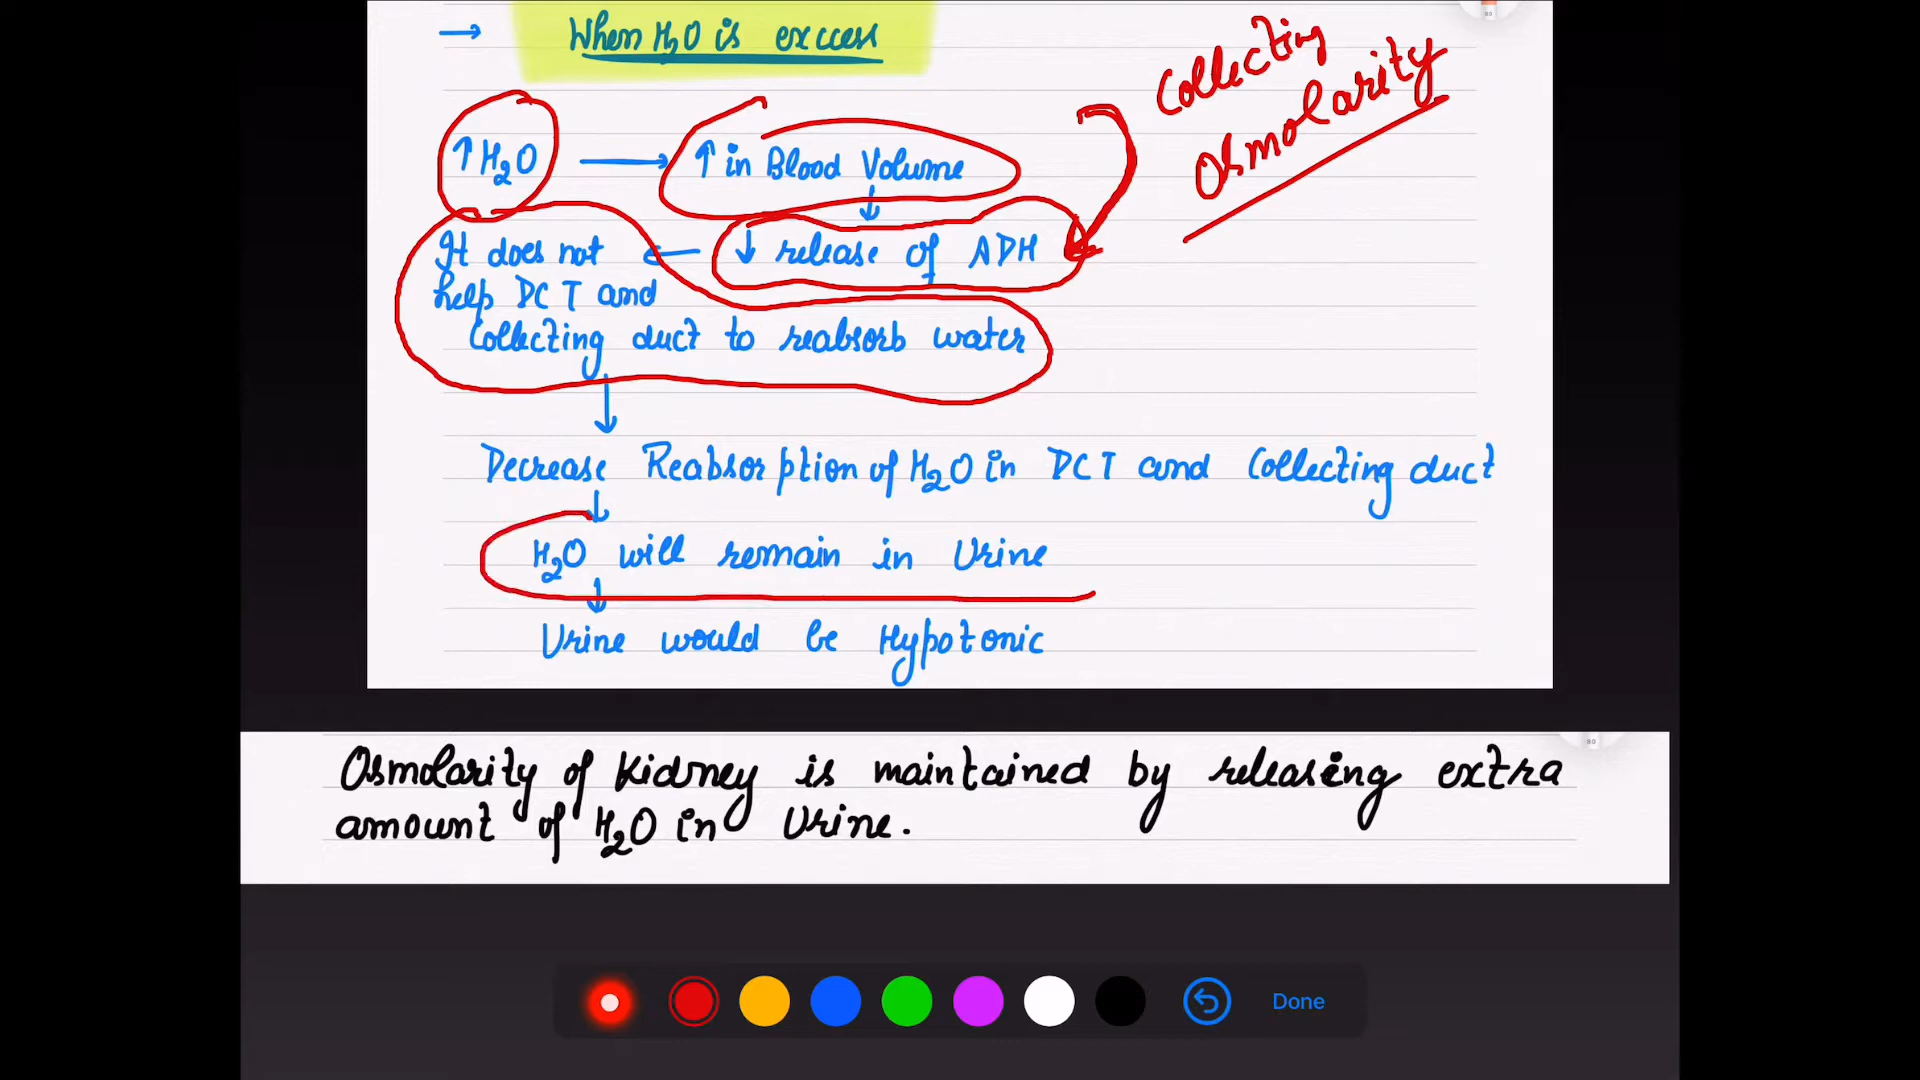 → When H₂O is exccess
Collecting
Osmolarity
↑ H₂O → ↑ in Blood Volume
It does not ← ↓ release of ADH
help DCT and
Collecting duct to reabsorb water
Decrease Reabsorption of H₂O in DCT and Collecting duct
H₂O will remain in Urine
Urine would be Hypotonic
Osmolarity of Kidney is maintained by releasing extra
amount of H₂O in Urine.
Done